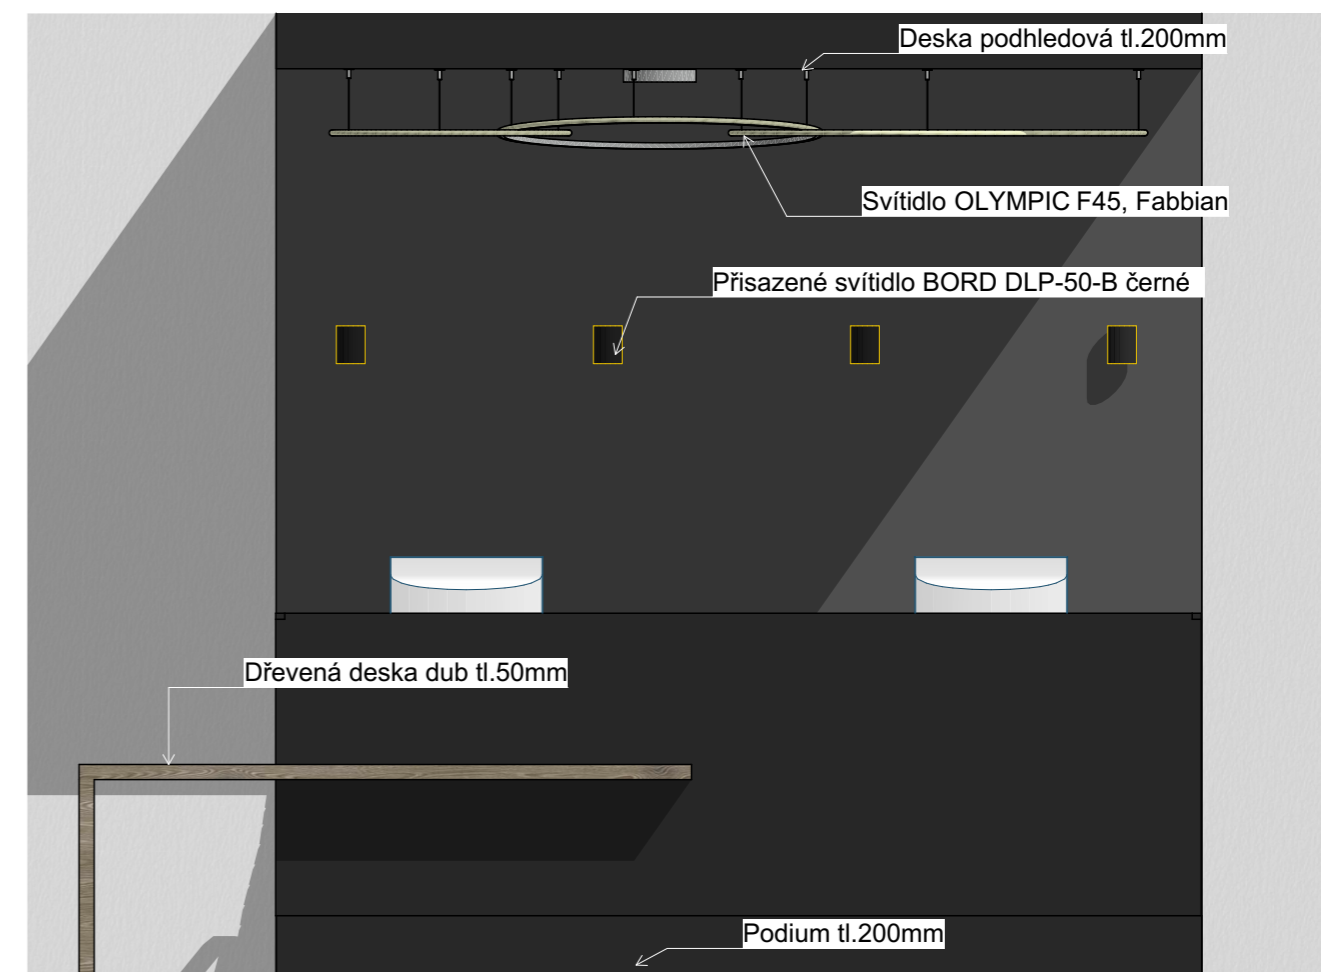 Deska podhledová tl.200mm
Svítidlo OLYMPIC F45, Fabbian
Přisazené svítidlo BORD DLP-50-B černé
Dřevená deska dub tl.50mm
Podium tl.200mm